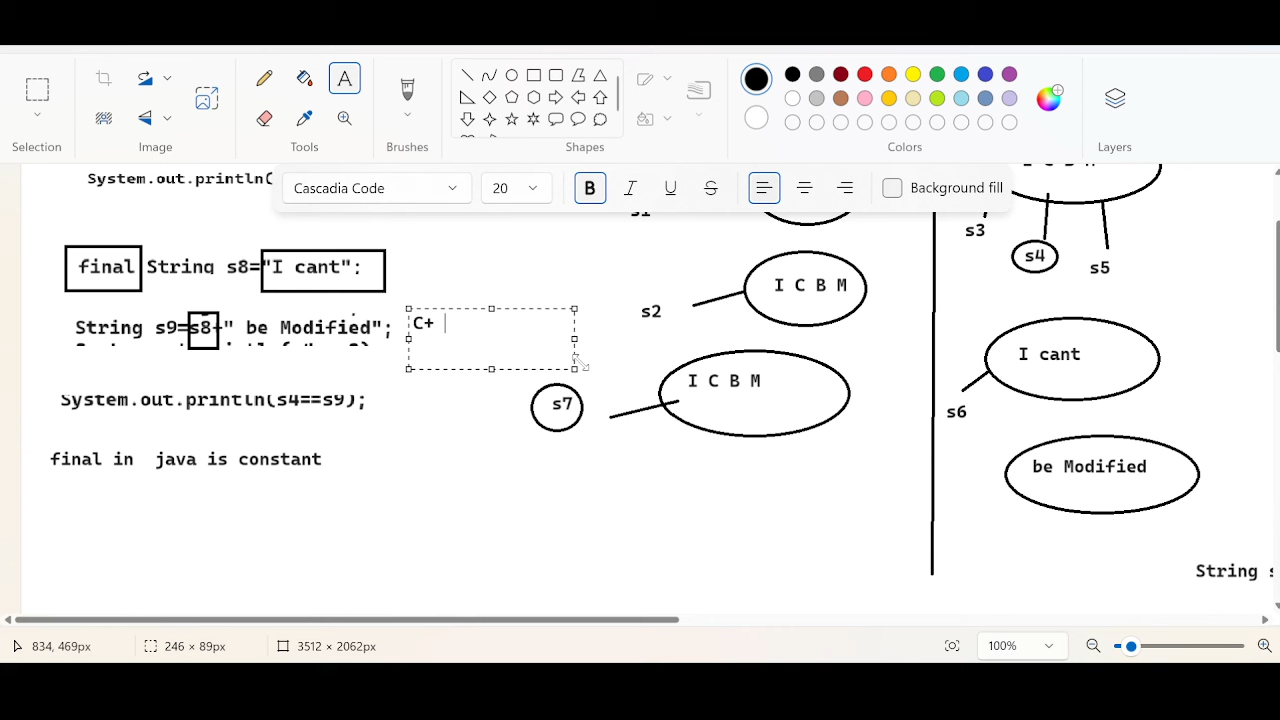 Selection
Image
Tools
Brushes
Shapes
Colors
Layers
Cascadia Code
20
B
Background fill
System.out.println(
final String s8="I cant";
String s9=s8+" be Modified";
System.out.println(s4==s9);
final in java is constant
C+
s1
s2
I C B M
s7
I C B M
s3
s4
s5
I C B M
I cant
s6
be Modified
String s
834, 469px
246 × 89px
3512 × 2062px
100%